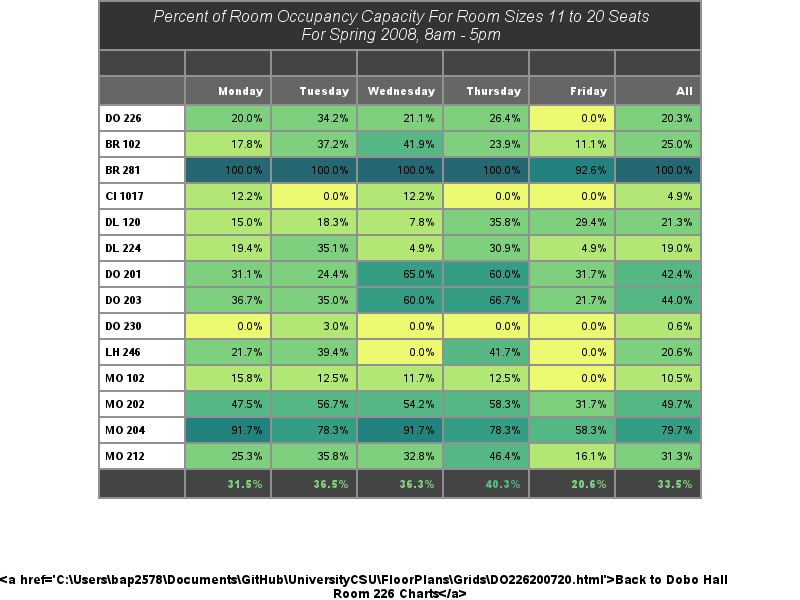 Percent of Room Occupancy Capacity For Room Sizes 11 to 20 Seats
For Spring 2008, 8am - 5pm
Monday Tuesday Wednesday Thursday Friday All
DO 226 20.0% 34.2% 21.1% 26.4% 0.0% 20.3%
BR 102 17.8% 37.2% 41.9% 23.9% 11.1% 25.0%
BR 281 100.0% 100.0% 100.0% 100.0% 92.6% 100.0%
CI 1017 12.2% 0.0% 12.2% 0.0% 0.0% 4.9%
DL 120 15.0% 18.3% 7.8% 35.8% 29.4% 21.3%
DL 224 19.4% 35.1% 4.9% 30.9% 4.9% 19.0%
DO 201 31.1% 24.4% 65.0% 60.0% 31.7% 42.4%
DO 203 36.7% 35.0% 60.0% 66.7% 21.7% 44.0%
DO 230 0.0% 3.0% 0.0% 0.0% 0.0% 0.6%
LH 246 21.7% 39.4% 0.0% 41.7% 0.0% 20.6%
MO 102 15.8% 12.5% 11.7% 12.5% 0.0% 10.5%
MO 202 47.5% 56.7% 54.2% 58.3% 31.7% 49.7%
MO 204 91.7% 78.3% 91.7% 78.3% 58.3% 79.7%
MO 212 25.3% 35.8% 32.8% 46.4% 16.1% 31.3%
31.5% 36.5% 36.3% 40.3% 20.6% 33.5%
<a href='C:\Users\bap2578\Documents\GitHub\UniversityCSU\FloorPlans\Grids\DO226200720.html'>Back to Dobo Hall
Room 226 Charts</a>